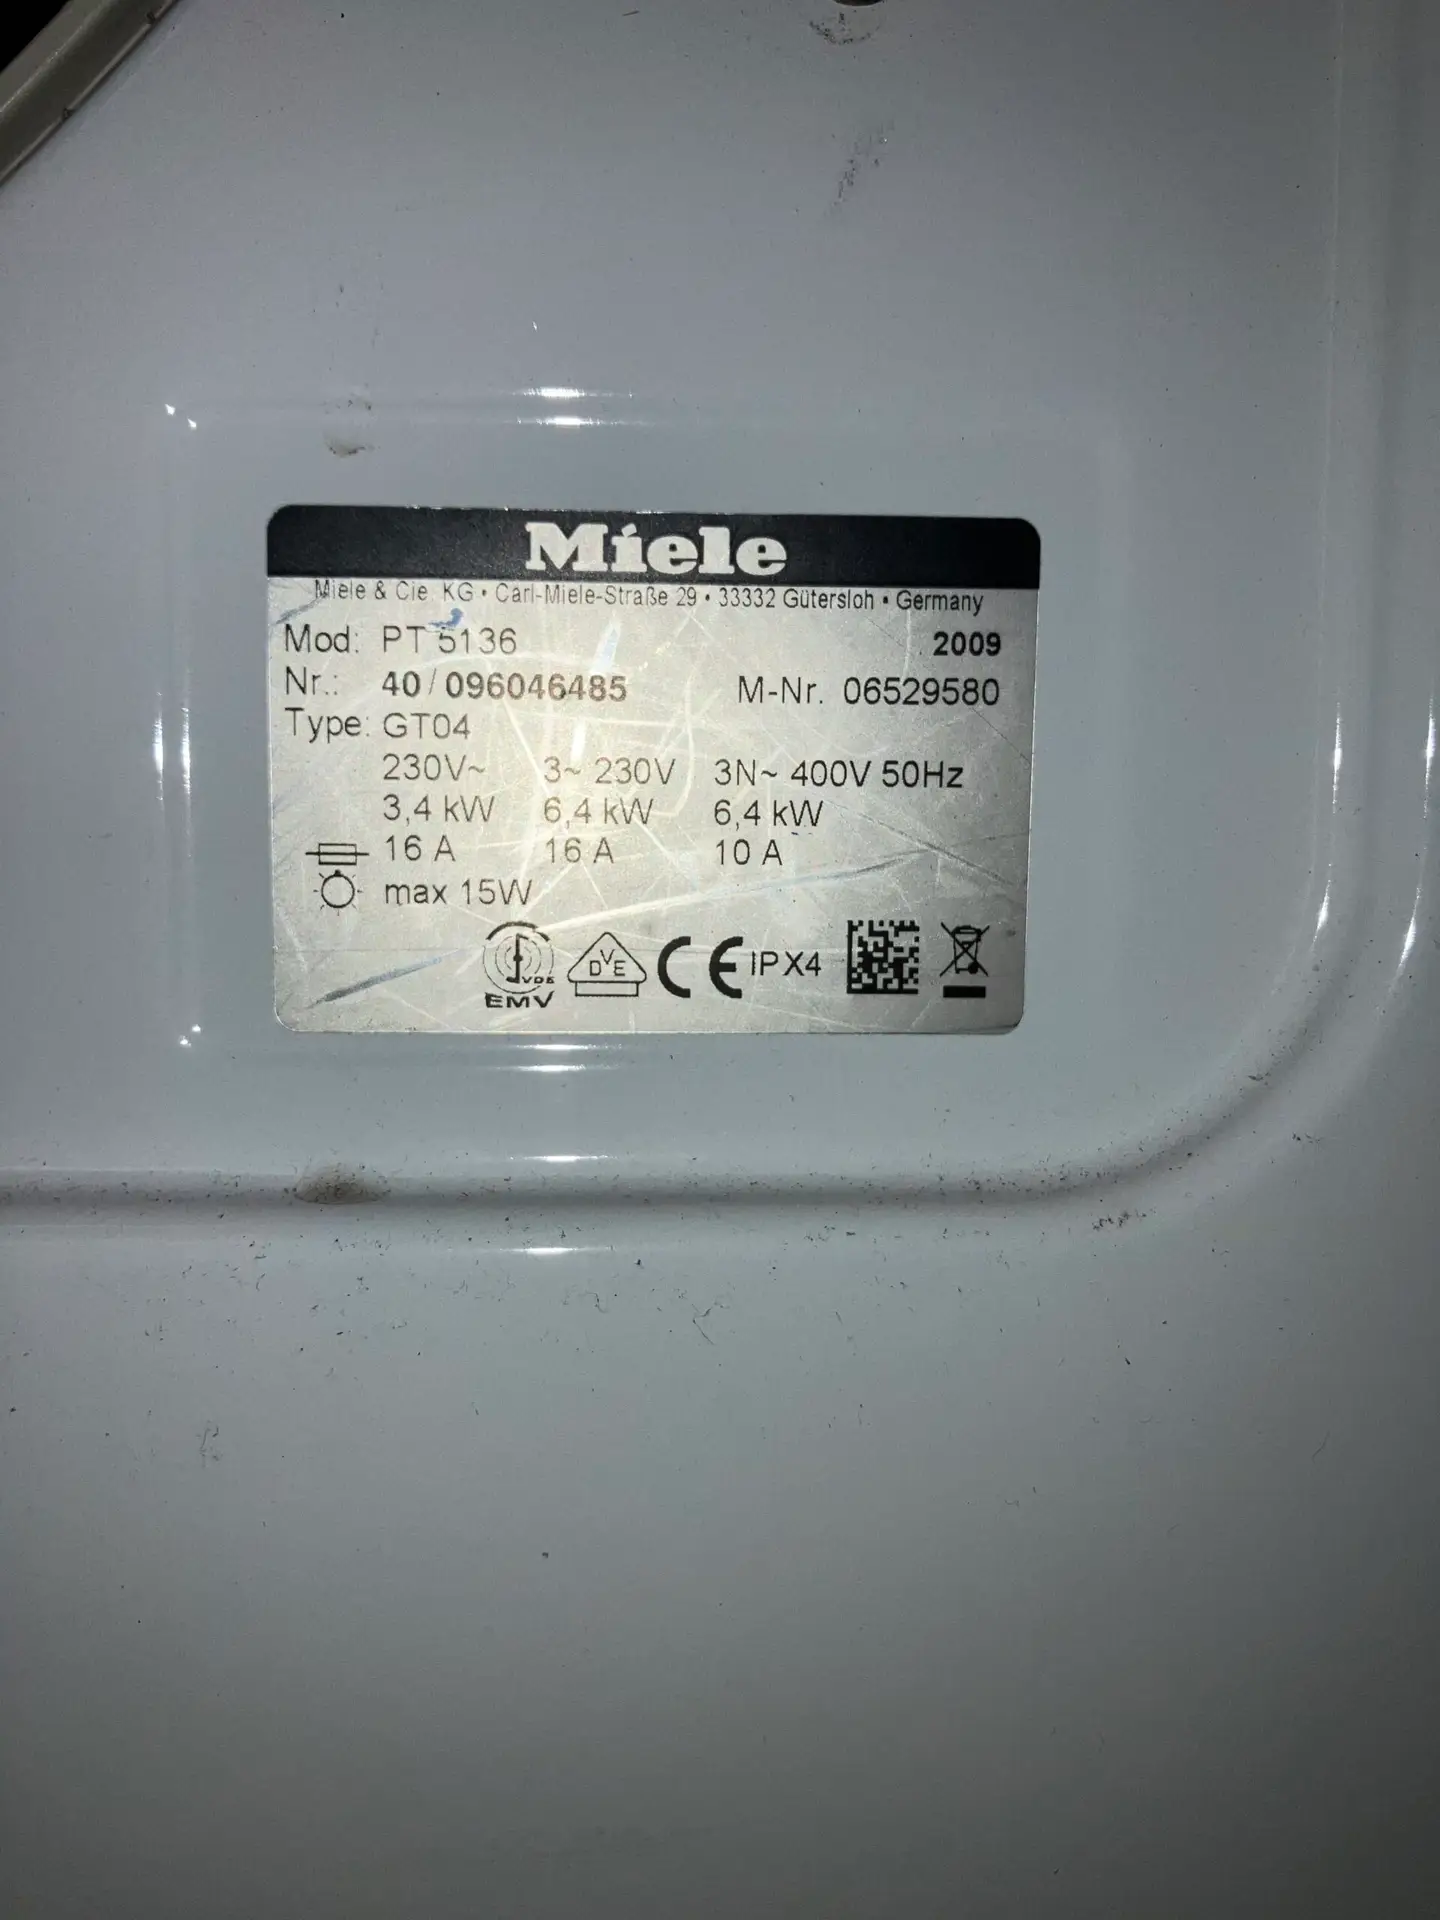 Miele
Miele & Cie. KG • Carl-Miele-Straße 29 • 33332 Gütersloh • Germany
Mod: PT 5136 2009
Nr.: 40 / 096046485 M-Nr. 06529580
Type: GT04
230V~ 3~ 230V 3N~ 400V 50Hz
3,4 kW 6,4 kW 6,4 kW
16 A 16 A 10 A
max 15W
VDE
EMV
DVE
CE IPX4